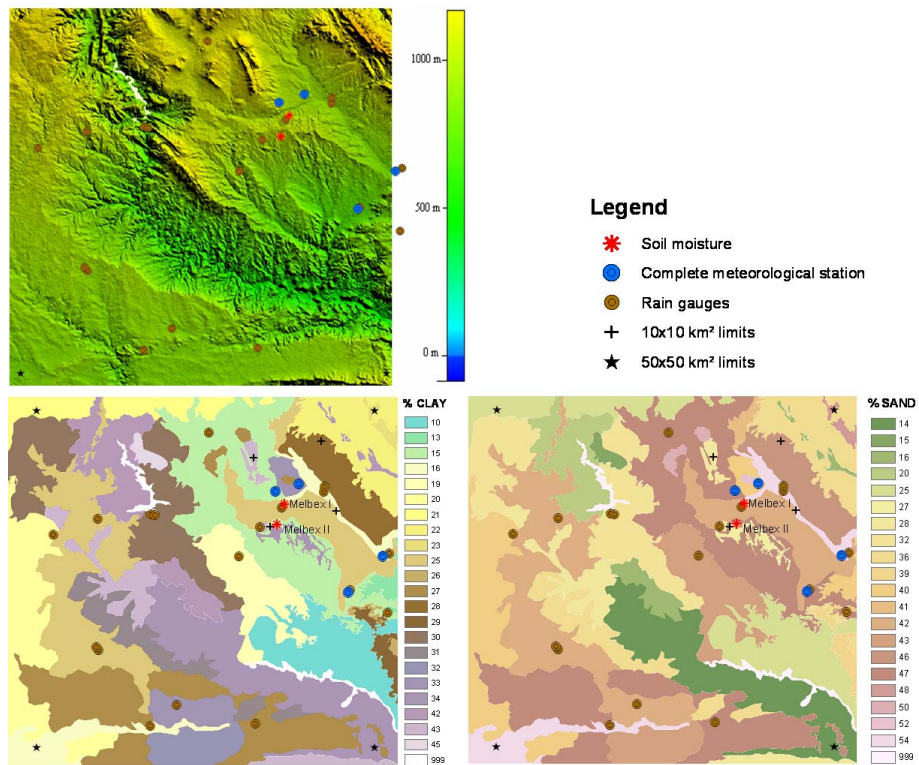 1000 m
500 m
0 m
Legend
Soil moisture
Complete meteorological station
Rain gauges
10x10 km² limits
50x50 km² limits
% CLAY
10
13
15
16
19
20
21
22
23
25
26
27
28
29
30
31
32
33
34
42
43
45
999
Melbex I
Melbex II
% SAND
14
15
16
20
25
27
28
32
36
39
40
41
42
43
46
47
48
50
52
54
999
Melbex I
Melbex II